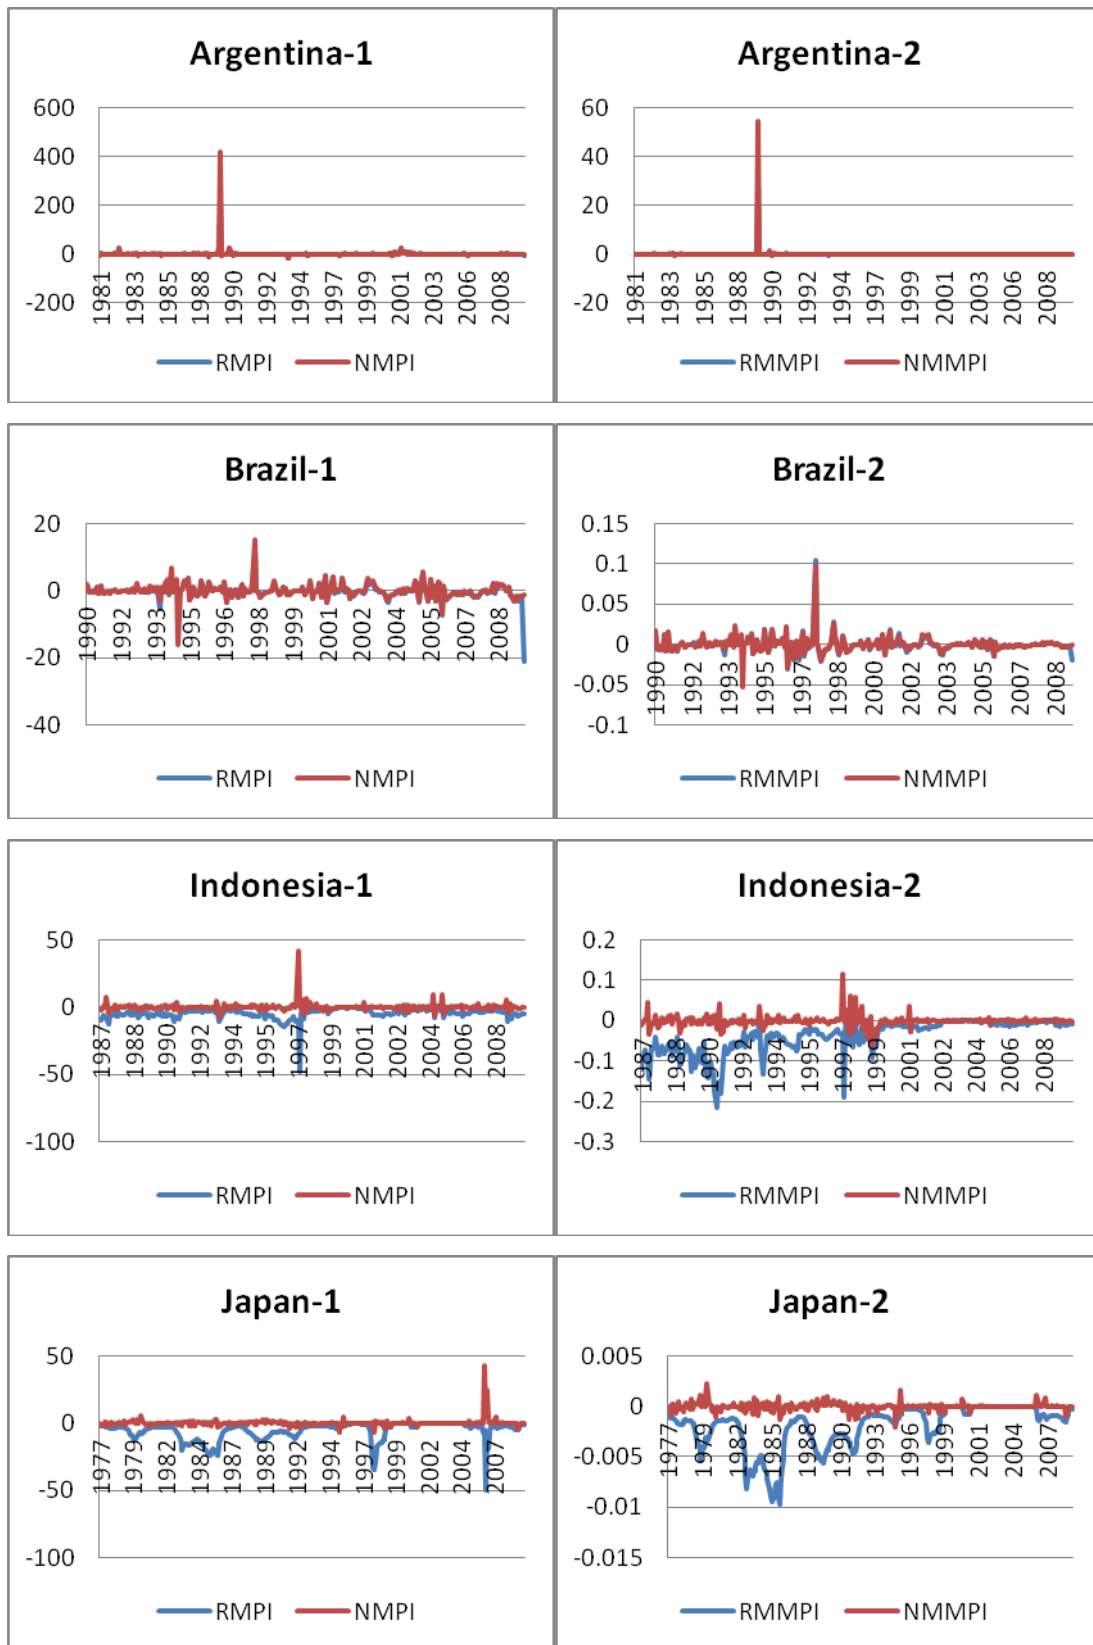 Argentina-1
600
400
200
0
-200
1981 1983 1985 1988 1990 1992 1994 1997 1999 2001 2003 2006 2008
RMPI NMPI
Argentina-2
60
40
20
0
-20
1981 1983 1985 1988 1990 1992 1994 1997 1999 2001 2003 2006 2008
RMMPI NMMPI
Brazil-1
20
0
-20
-40
1990 1992 1993 1995 1996 1998 1999 2001 2002 2004 2005 2007 2008
RMPI NMPI
Brazil-2
0.15
0.1
0.05
0
-0.05
-0.1
1990 1992 1993 1995 1997 1998 2000 2002 2003 2005 2007 2008
RMMPI NMMPI
Indonesia-1
50
0
-50
-100
1987 1988 1990 1992 1994 1995 1997 1999 2001 2002 2004 2006 2008
RMPI NMPI
Indonesia-2
0.2
0.1
0
-0.1
-0.2
-0.3
1987 1988 1990 1992 1994 1995 1997 1999 2001 2002 2004 2006 2008
RMMPI NMMPI
Japan-1
50
0
-50
-100
1977 1979 1982 1984 1987 1989 1992 1994 1997 1999 2002 2004 2007
RMPI NMPI
Japan-2
0.005
0
-0.005
-0.01
-0.015
1977 1979 1982 1985 1988 1990 1993 1996 1999 2001 2004 2007
RMMPI NMMPI